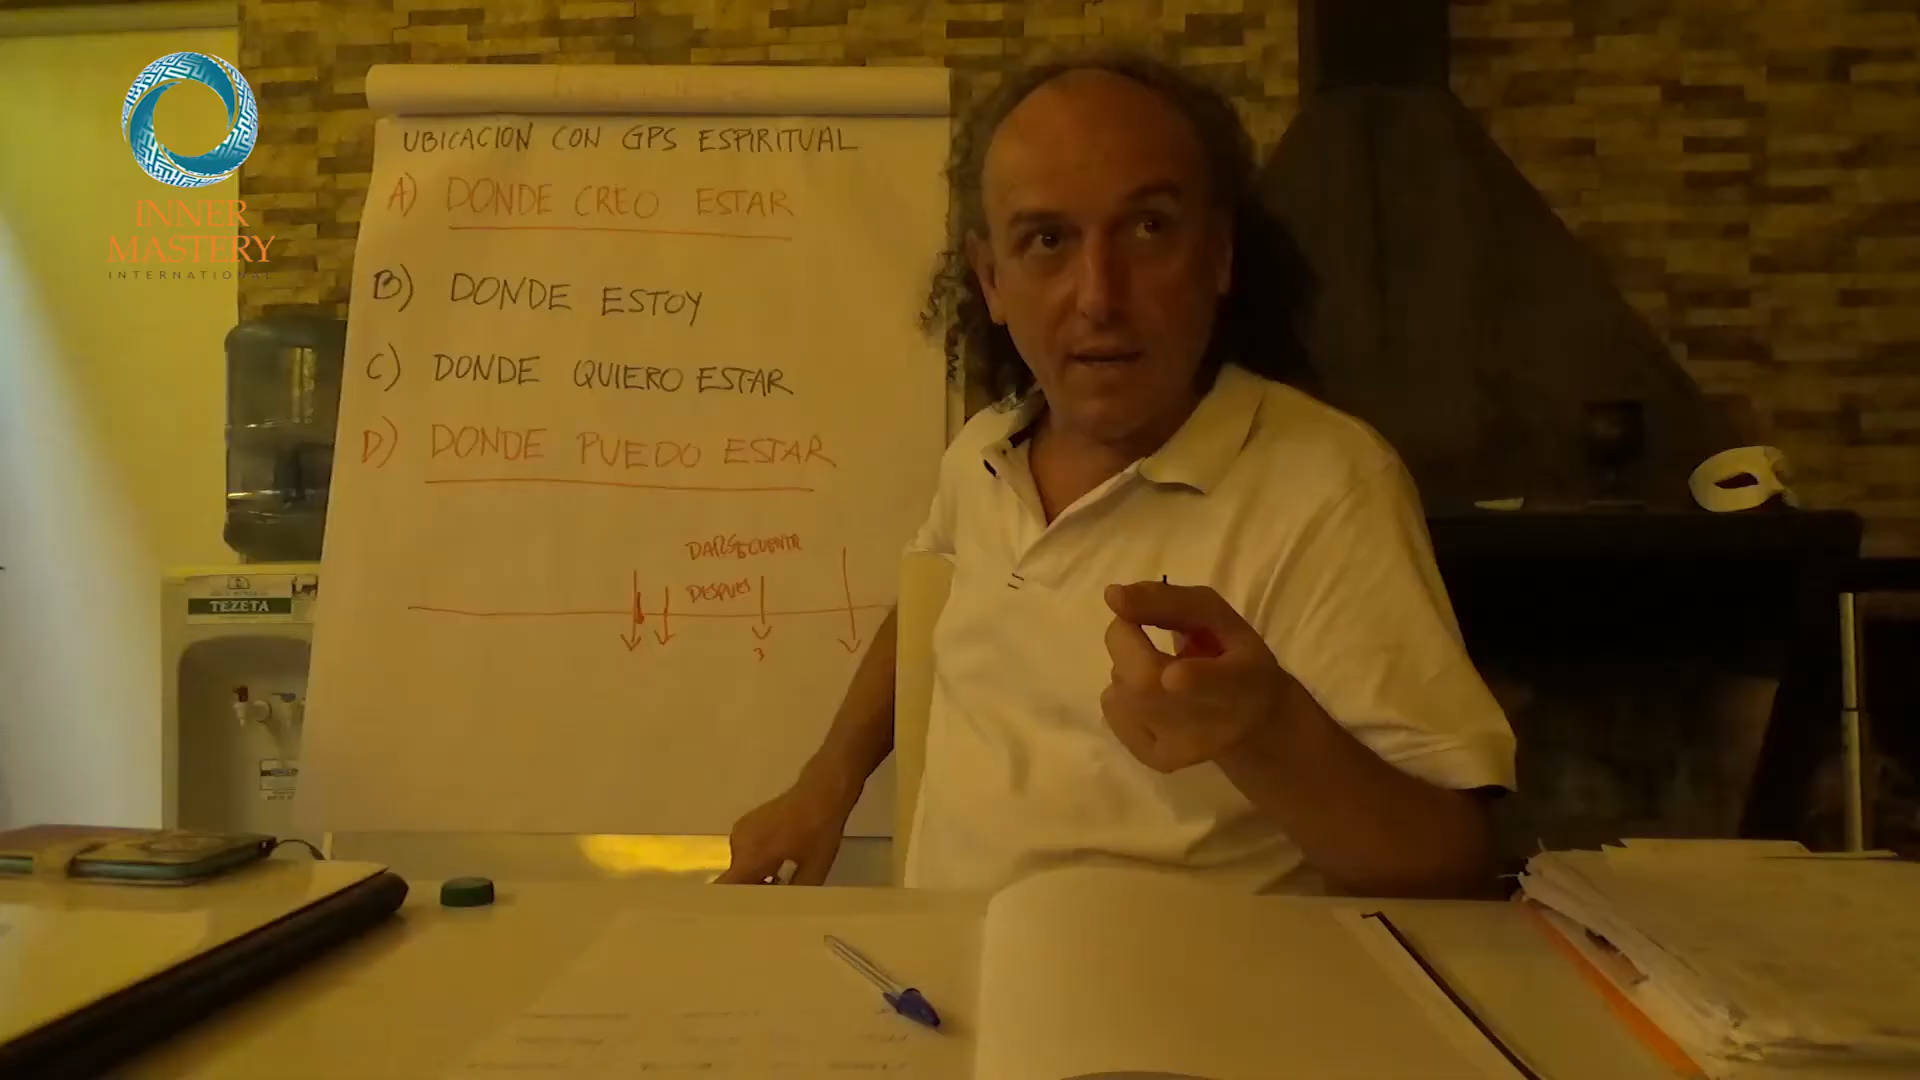 INNER
MASTERY
INTERNATIONAL
UBICACION CON GPS ESPIRITUAL
A) DONDE CREO ESTAR
B) DONDE ESTOY
C) DONDE QUIERO ESTAR
D) DONDE PUEDO ESTAR
DARSE CUENTA
DESPUES
3
TEZETA